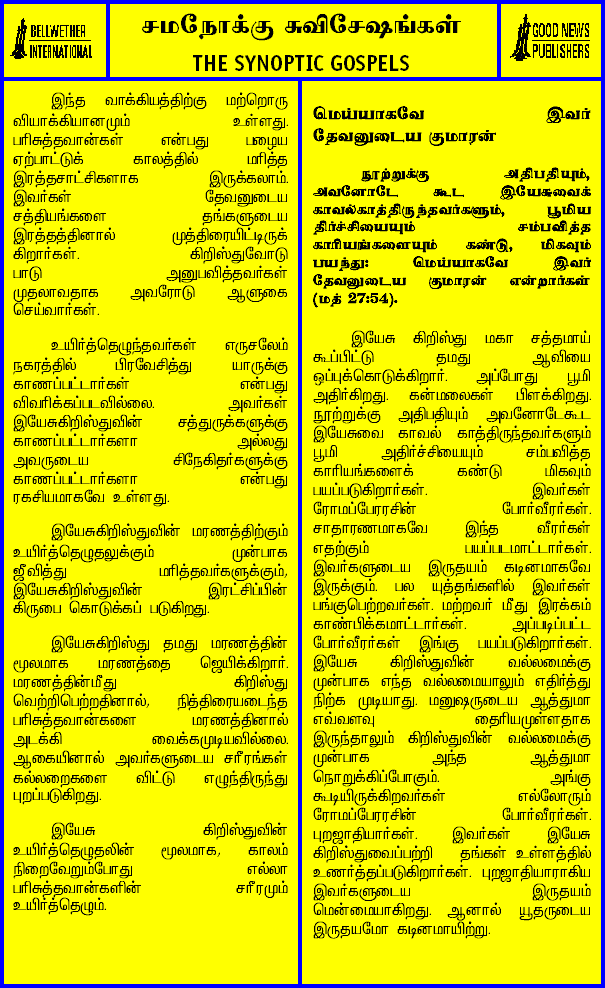 BELLWETHER
INTERNATIONAL
சமநோக்கு சுவிசேஷங்கள்
THE SYNOPTIC GOSPELS
GOOD NEWS
PUBLISHERS
இந்த வாக்கியத்திற்கு மற்றொரு
வியாக்கியானமும் உள்ளது.
பரிசுத்தவான்கள் என்பது பழைய
ஏற்பாட்டுக் காலத்தில் மரித்த
இரத்தசாட்சிகளாக இருக்கலாம்.
இவர்கள் தேவனுடைய
சத்தியங்களை தங்களுடைய
இரத்தத்தினால் முத்திரையிட்டிருக்
கிறார்கள். கிறிஸ்துவோடு
பாடு அனுபவித்தவர்கள்
முதலாவதாக அவரோடு ஆளுகை
செய்வார்கள்.
உயிர்த்தெழுந்தவர்கள் எருசலேம்
நகரத்தில் பிரவேசித்து யாருக்கு
காணப்பட்டார்கள் என்பது
விவரிக்கப்படவில்லை. அவர்கள்
இயேசுகிறிஸ்துவின் சத்துருக்களுக்கு
காணப்பட்டார்களா அல்லது
அவருடைய சிநேகிதர்களுக்கு
காணப்பட்டார்களா என்பது
ரகசியமாகவே உள்ளது.
இயேசுகிறிஸ்துவின் மரணத்திற்கும்
உயிர்த்தெழுதலுக்கும் முன்பாக
ஜீவித்து மரித்தவர்களுக்கும்,
இயேசுகிறிஸ்துவின் இரட்சிப்பின்
கிருபை கொடுக்கப் படுகிறது.
இயேசுகிறிஸ்து தமது மரணத்தின்
மூலமாக மரணத்தை ஜெயிக்கிறார்.
மரணத்தின்மீது கிறிஸ்து
வெற்றிபெற்றதினால், நித்திரையடைந்த
பரிசுத்தவான்களை மரணத்தினால்
அடக்கி வைக்கமுடியவில்லை.
ஆகையினால் அவர்களுடைய சரீரங்கள்
கல்லறைகளை விட்டு எழுந்திருந்து
புறப்படுகிறது.
இயேசு கிறிஸ்துவின்
உயிர்த்தெழுதலின் மூலமாக, காலம்
நிறைவேறும்போது எல்லா
பரிசுத்தவான்களின் சரீரமும்
உயிர்த்தெழும்.
மெய்யாகவே இவர்
தேவனுடைய குமாரன்
நூற்றுக்கு அதிபதியும்,
அவனோடே கூட இயேசுவைக்
காவல்காத்திருந்தவர்களும், பூமிய
திர்ச்சியையும் சம்பவித்த
காரியங்களையும் கண்டு, மிகவும்
பயந்து: மெய்யாகவே இவர்
தேவனுடைய குமாரன் என்றார்கள்
(மத் 27:54).
இயேசு கிறிஸ்து மகா சத்தமாய்
கூப்பிட்டு தமது ஆவியை
ஒப்புக்கொடுக்கிறார். அப்போது பூமி
அதிர்கிறது. கன்மலைகள் பிளக்கிறது.
நூற்றுக்கு அதிபதியும் அவனோடேகூட
இயேசுவை காவல் காத்திருந்தவர்களும்
பூமி அதிர்ச்சியையும் சம்பவித்த
காரியங்களைக் கண்டு மிகவும்
பயப்படுகிறார்கள். இவர்கள்
ரோமப்பேரரசின் போர்வீரர்கள்.
சாதாரணமாகவே இந்த வீரர்கள்
எதற்கும் பயப்படமாட்டார்கள்.
இவர்களுடைய இருதயம் கடினமாகவே
இருக்கும். பல யுத்தங்களில் இவர்கள்
பங்குபெற்றவர்கள். மற்றவர் மீது இரக்கம்
காண்பிக்கமாட்டார்கள். அப்படிப்பட்ட
போர்வீரர்கள் இங்கு பயப்படுகிறார்கள்.
இயேசு கிறிஸ்துவின் வல்லமைக்கு
முன்பாக எந்த வல்லமையாலும் எதிர்த்து
நிற்க முடியாது. மனுஷருடைய ஆத்துமா
எவ்வளவு தைரியமுள்ளதாக
இருந்தாலும் கிறிஸ்துவின் வல்லமைக்கு
முன்பாக அந்த ஆத்துமா
நொறுக்கிப்போகும். அங்கு
கூடியிருக்கிறவர்கள் எல்லோரும்
ரோமப்பேரரசின் போர்வீரர்கள்.
புறஜாதியார்கள். இவர்கள் இயேசு
கிறிஸ்துவைப்பற்றி தங்கள் உள்ளத்தில்
உணர்த்தப்படுகிறார்கள். புறஜாதியாராகிய
இவர்களுடைய இருதயம்
மென்மையாகிறது. ஆனால் யூதருடைய
இருதயமோ கடினமாயிற்று.